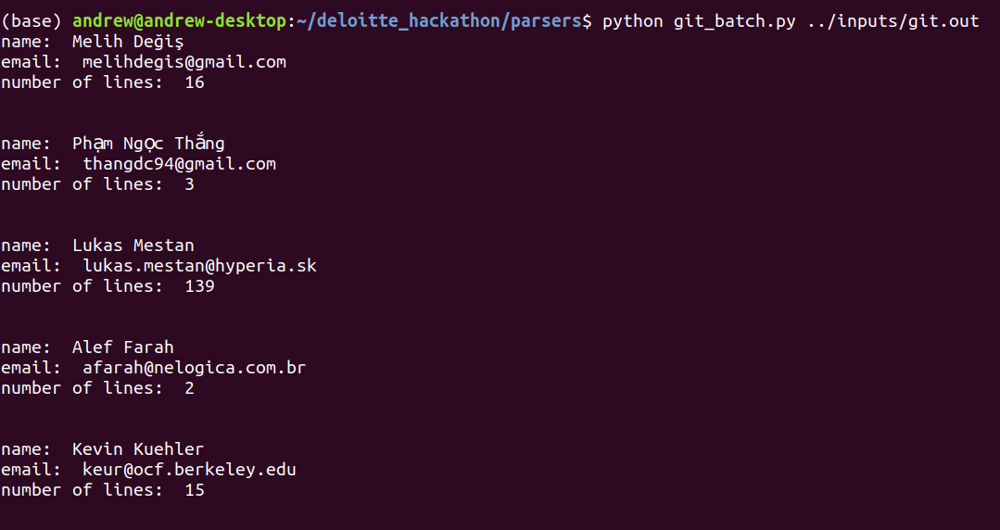 (base) andrew@andrew-desktop:~/deloitte_hackathon/parsers$ python git_batch.py ../inputs/git.out
name:  Melih Değiş
email:  melihdegis@gmail.com
number of lines:  16
name:  Phạm Ngọc Thắng
email:  thangdc94@gmail.com
number of lines:  3
name:  Lukas Mestan
email:  lukas.mestan@hyperia.sk
number of lines:  139
name:  Alef Farah
email:  afarah@nelogica.com.br
number of lines:  2
name:  Kevin Kuehler
email:  keur@ocf.berkeley.edu
number of lines:  15